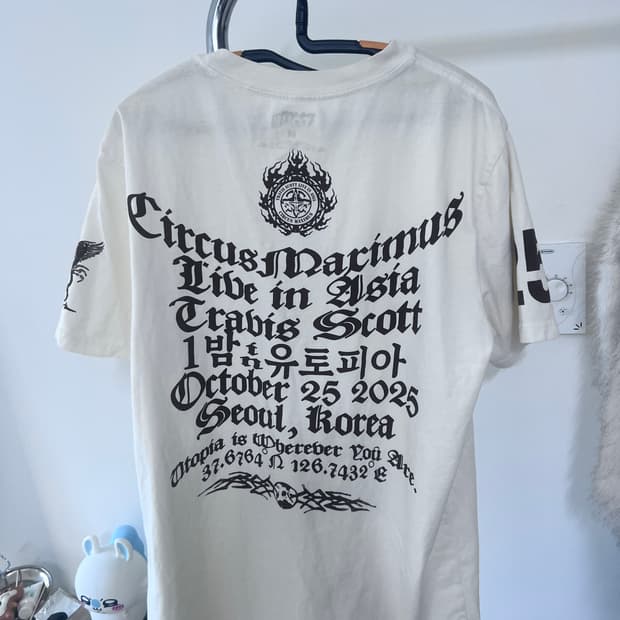 Circus Maximus
Live in Asia
Travis Scott
1밤 in 유토피아
October 25 2025
Seoul, Korea
Utopia is Wherever You Are.
37.6764°N 126.7432°E